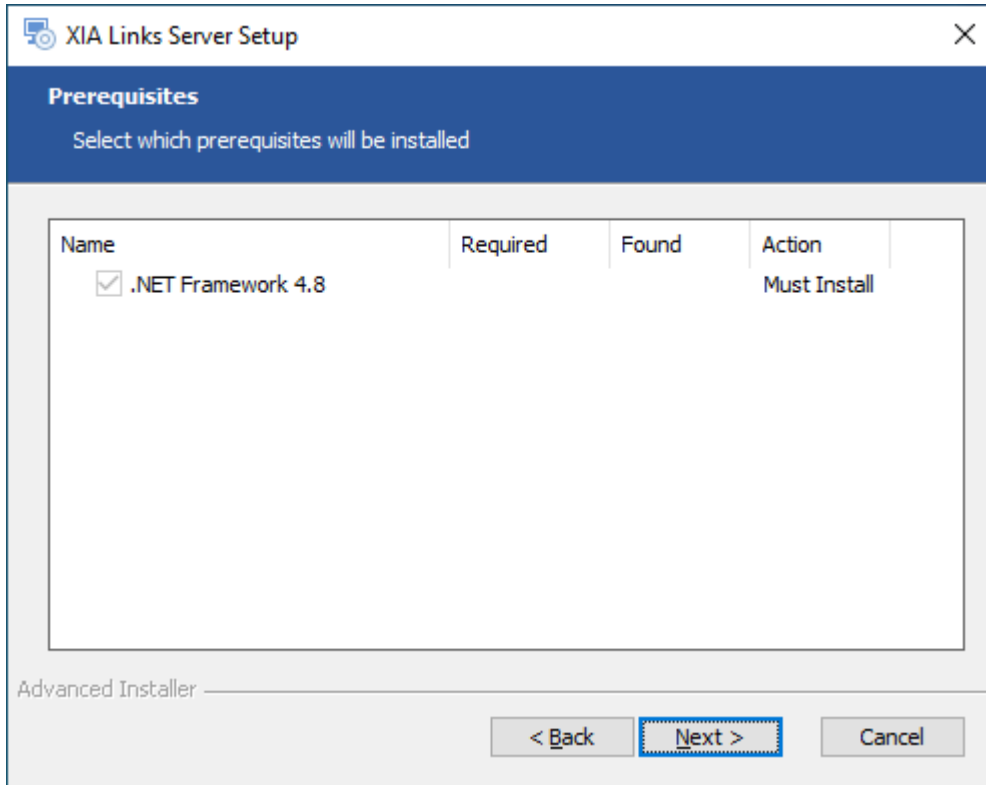 XIA Links Server Setup
Prerequisites
Select which prerequisites will be installed
Name Required Found Action
.NET Framework 4.8 Must Install
Advanced Installer
< Back Next > Cancel